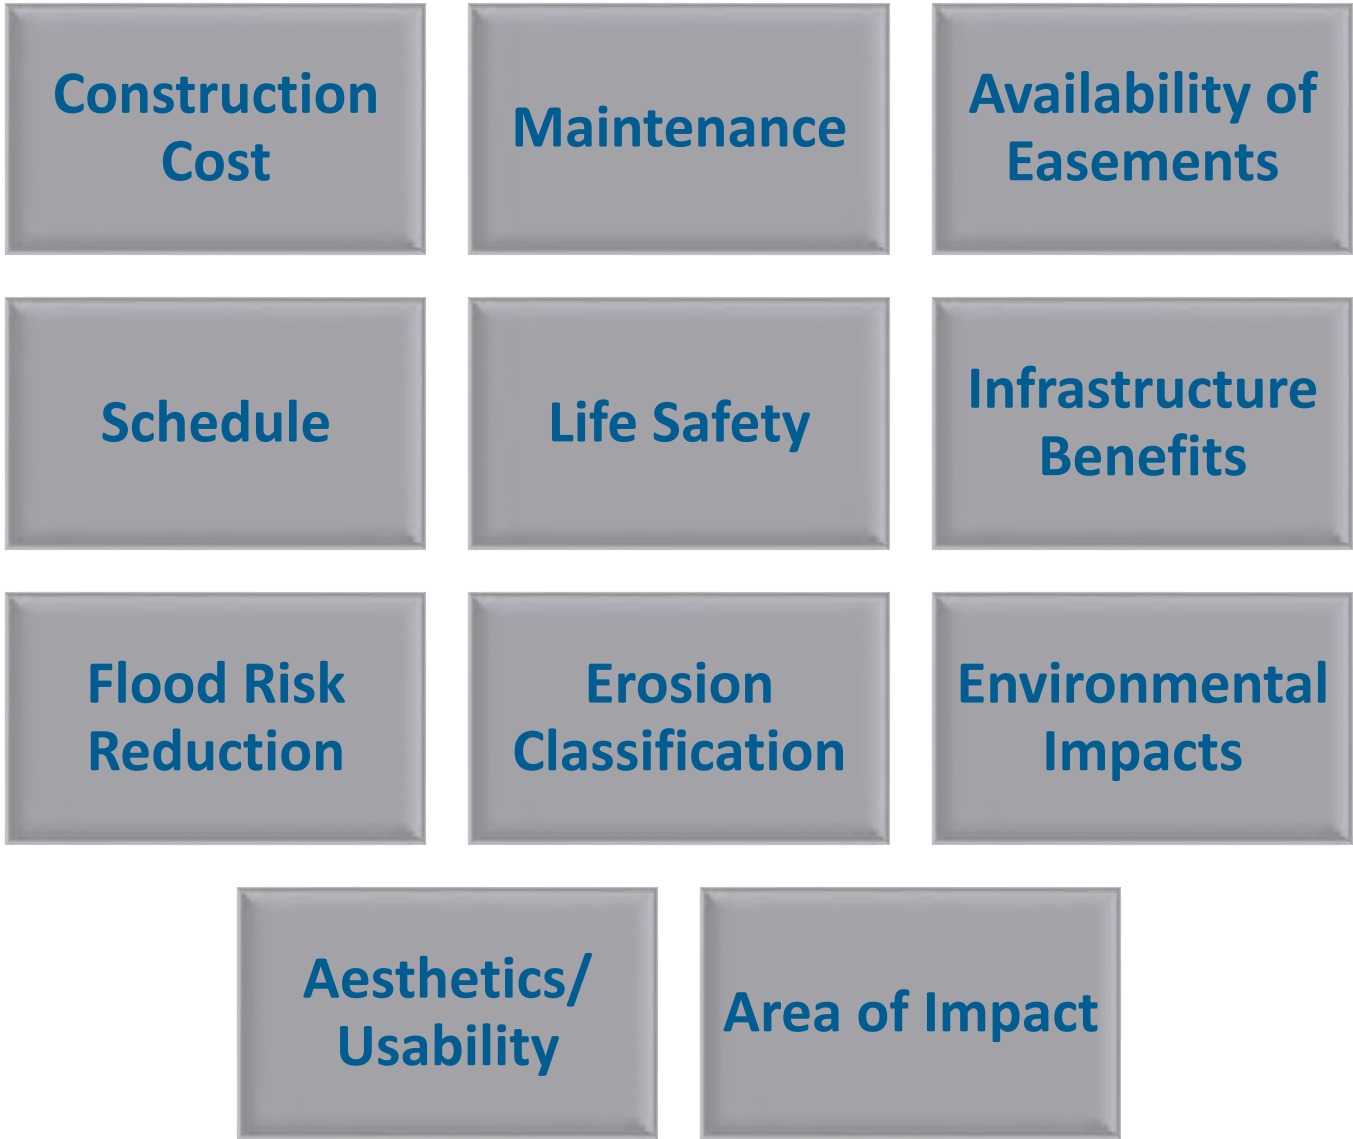 Construction
Cost
Maintenance
Availability of
Easements
Schedule
Life Safety
Infrastructure
Benefits
Flood Risk
Reduction
Erosion
Classification
Environmental
Impacts
Aesthetics/
Usability
Area of Impact